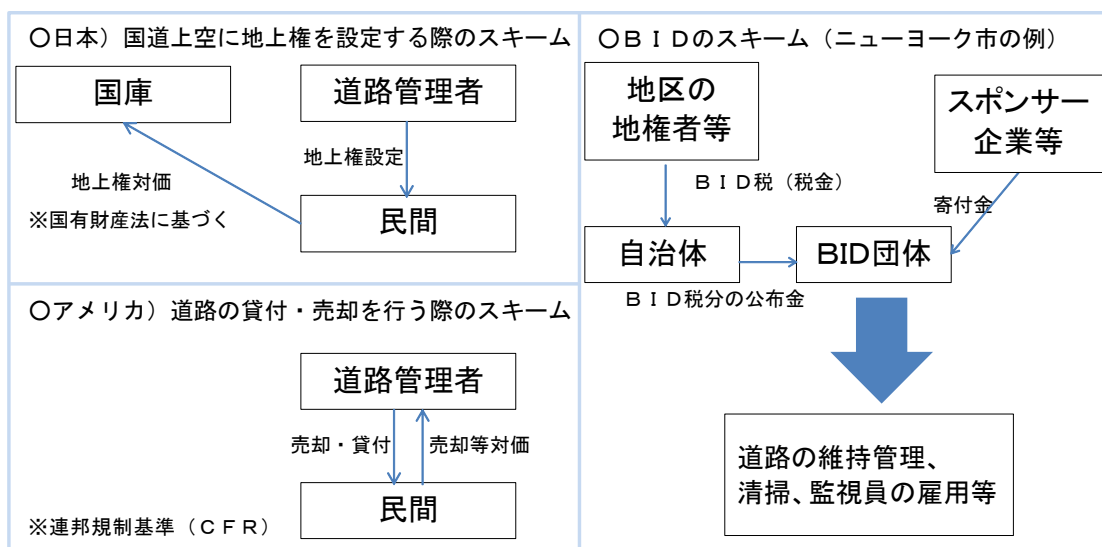 〇日本）国道上空に地上権を設定する際のスキーム
国庫
道路管理者
地上権設定
地上権対価
※国有財産法に基づく
民間
〇アメリカ）道路の貸付・売却を行う際のスキーム
道路管理者
売却・貸付
売却等対価
民間
※連邦規制基準（ＣＦＲ）
〇ＢＩＤのスキーム（ニューヨーク市の例）
地区の
地権者等
スポンサー
企業等
ＢＩＤ税（税金）
寄付金
自治体
BID団体
ＢＩＤ税分の公布金
道路の維持管理、
清掃、監視員の雇用等